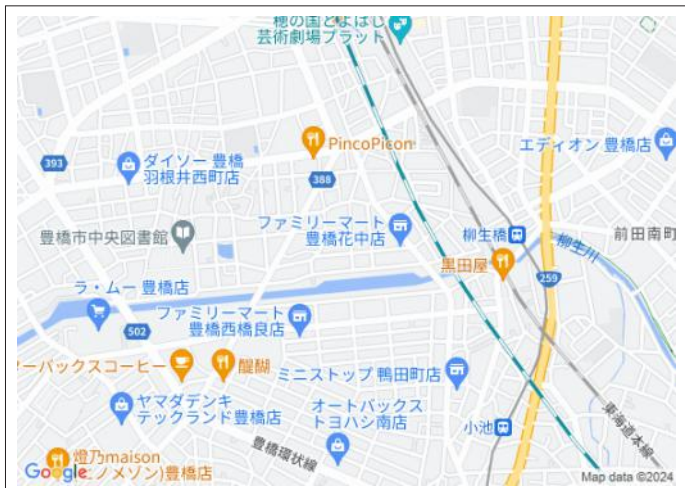 穂の国とよはし
芸術劇場プラット
PincoPicon
エディオン 豊橋店
393
ダイソー 豊橋
羽根井西町店
388
豊橋市中央図書館
ファミリーマート
豊橋花中店
柳生橋
前田南町
柳生川
黒田屋
259
ラ・ムー 豊橋店
ファミリーマート
豊橋西橋良店
502
ターバックスコーヒー
醍醐
ミニストップ 鴨田町店
ヤマダデンキ
テックランド豊橋店
オートバックス
トヨハシ南店
小池
東海道本線
豊橋環状線
燈乃maison
ヒノメゾン)豊橋店
Google
Map data ©2024